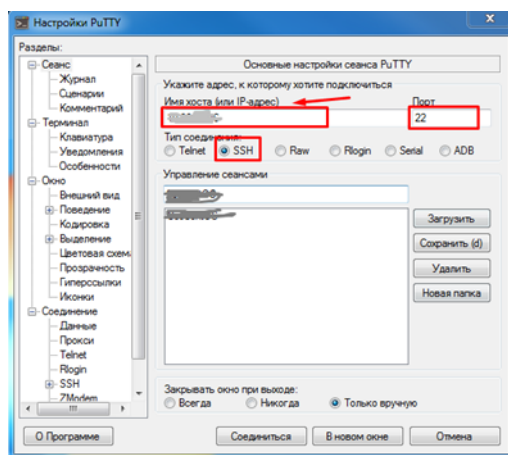 Настройки PuTTY
Разделы:
Сеанс
Журнал
Сценарии
Комментарий
Терминал
Клавиатура
Уведомления
Особенности
Окно
Внешний вид
Поведение
Кодировка
Выделение
Цветовая схем
Прозрачность
Гиперссылки
Иконки
Соединение
Данные
Прокси
Telnet
Rlogin
SSH
ZModem
Основные настройки сеанса PuTTY
Укажите адрес, к которому хотите подключиться
Имя хоста (или IP-адрес) Порт
22
Тип соединения:
Telnet SSH Raw Rlogin Serial ADB
Управление сеансами
Загрузить
Сохранить (d)
Удалить
Новая папка
Закрывать окно при выходе:
Всегда Никогда Только вручную
О Программе Соединиться В новом окне Отмена